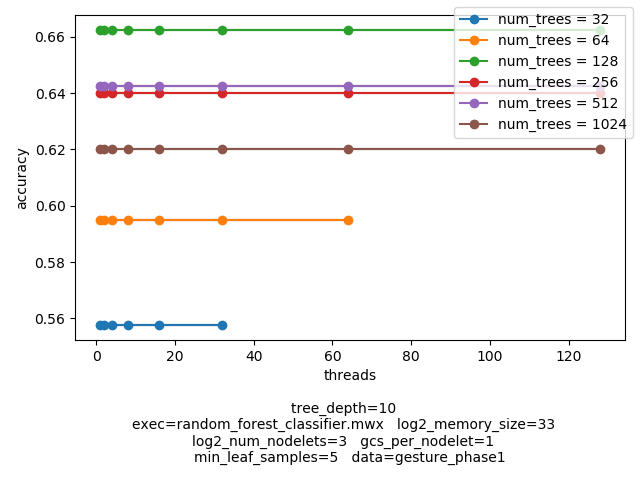 num_trees = 32
num_trees = 64
num_trees = 128
num_trees = 256
num_trees = 512
num_trees = 1024
accuracy
0.66
0.64
0.62
0.60
0.58
0.56
0 20 40 60 80 100 120
threads
tree_depth=10
exec=random_forest_classifier.mwx log2_memory_size=33
log2_num_nodelets=3 gcs_per_nodelet=1
min_leaf_samples=5 data=gesture_phase1